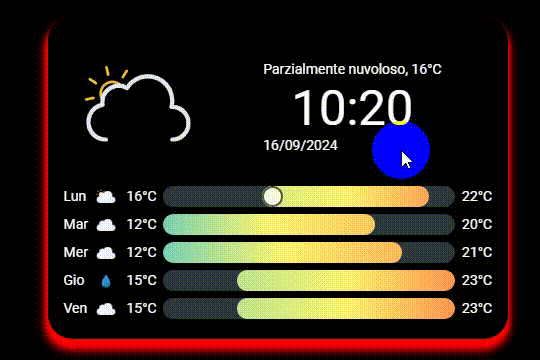 Parzialmente nuvoloso, 16°C
10:20
16/09/2024
Lun 16°C 22°C
Mar 12°C 20°C
Mer 12°C 21°C
Gio 15°C 23°C
Ven 15°C 23°C